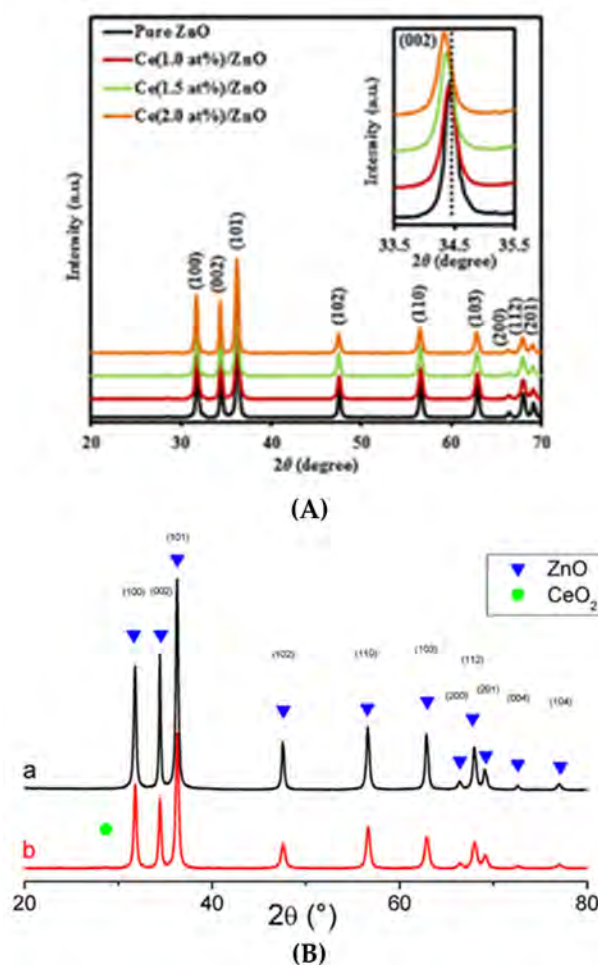 Pure ZnO
Ce(1.0 at%)/ZnO
Ce(1.5 at%)/ZnO
Ce(2.0 at%)/ZnO
(002)
Intensity (a.u.)
33.5 34.5 35.5
2θ (degree)
Intensity (a.u.)
(100)
(002)
(101)
(102)
(110)
(103)
(200)
(112)
(201)
20 30 40 50 60 70
2θ (degree)
(A)
(101)
(100) (002)
ZnO
CeO2
(102)
(110)
(103)
(112)
(200)
(201)
(004)
(104)
a
b
20 40 60 80
2θ (°)
(B)